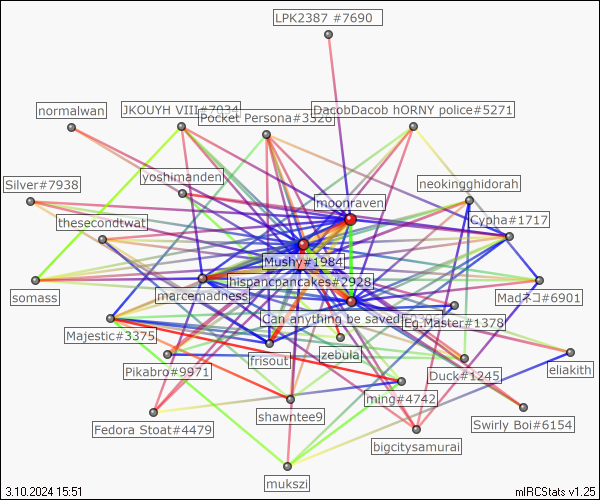 LPK2387 #7690
normalwan
JKOUYH VIII#7034
Pocket Persona#3526
DacobDacob hORNY police#5271
Silver#7938
yoshimanden
moonraven
neokingghidorah
thesecondtwat
Cypha#1717
Mushy#1984
somass
marcemadness
hispancpancakes#2928
Madネコ#6901
Majestic#3375
Can anything be saved
Eg.Master#1378
Pikabro#9971
frisout
zebula
Duck#1245
eliakith
Fedora Stoat#4479
shawntee9
ming#4742
bigcitysamurai
Swirly Boi#6154
mukszi
3.10.2024 15:51
mIRCStats v1.25